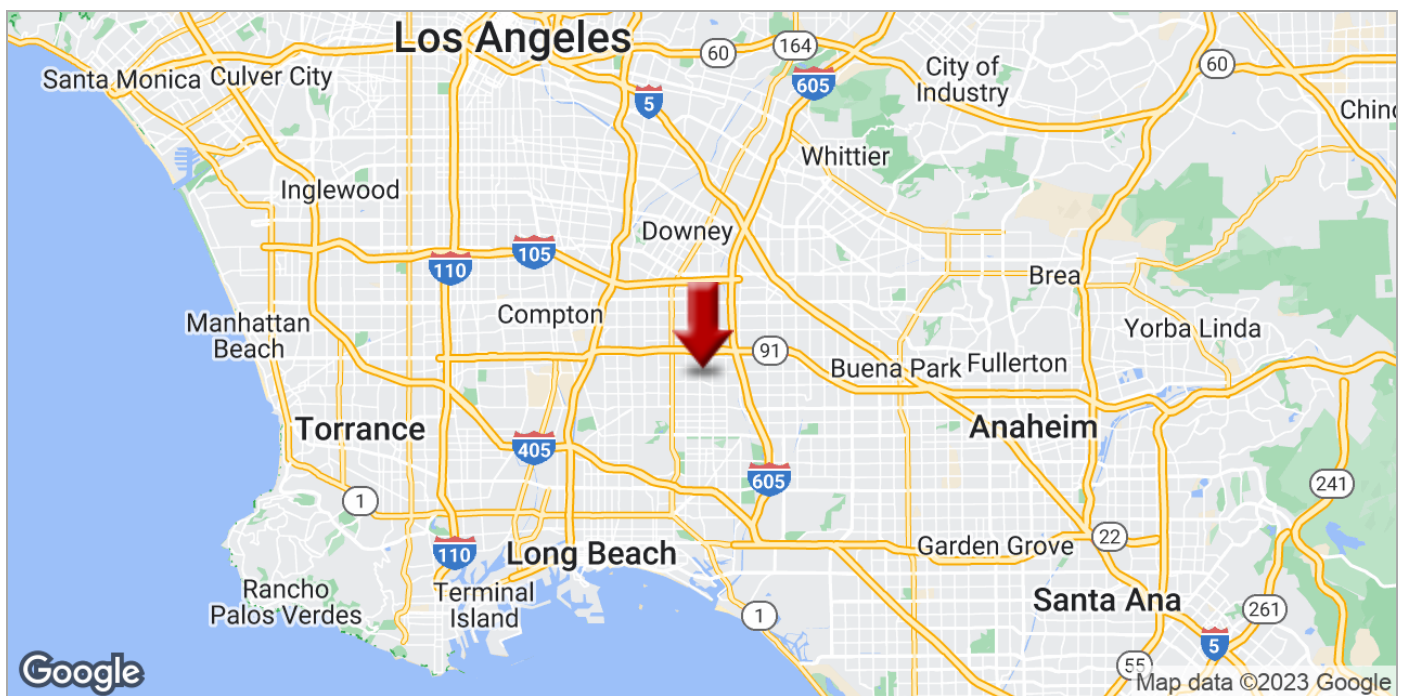 Los Angeles
60
164
605
City of
Industry
60
Santa Monica
Culver City
5
Chino
Whittier
Inglewood
Downey
105
110
Brea
Compton
Manhattan
Beach
Yorba Linda
91
Buena Park
Fullerton
Torrance
Anaheim
405
605
241
1
110
Long Beach
22
Garden Grove
Rancho
Palos Verdes
Terminal
Island
Santa Ana
261
1
5
55
Google
Map data ©2023 Google